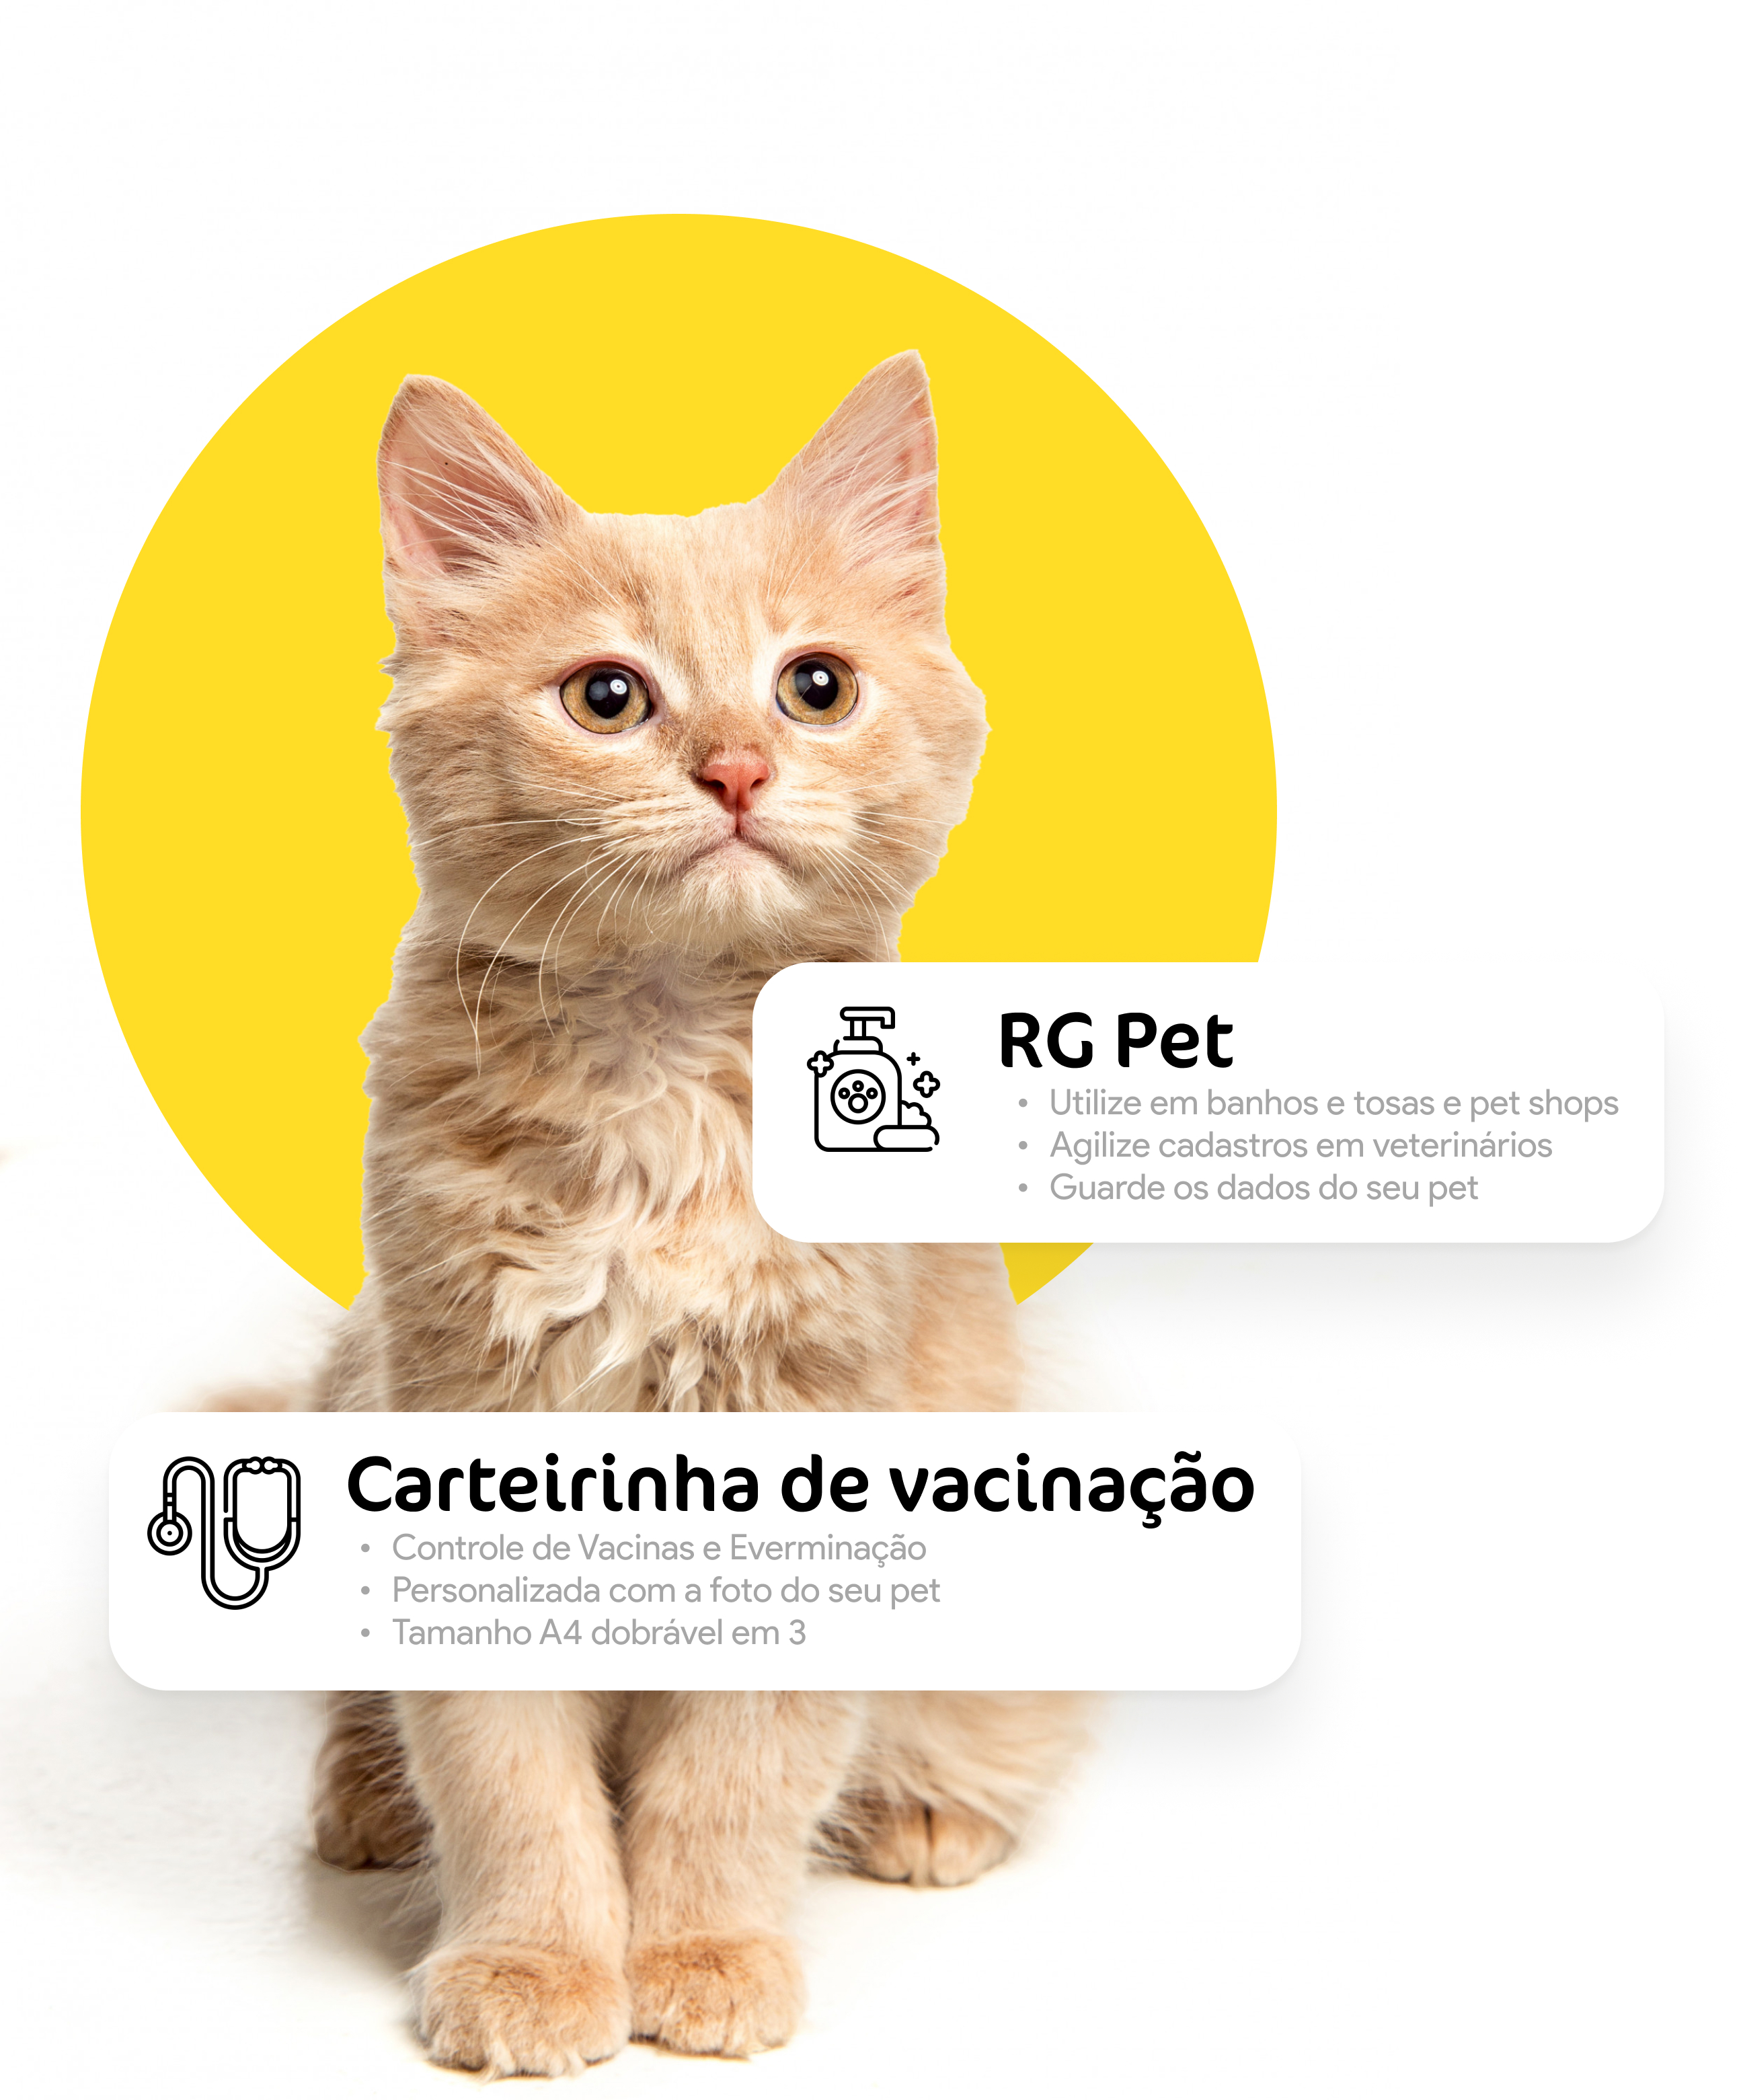 RG Pet
• Utilize em banhos e tosas e pet shops
• Agilize cadastros em veterinários
• Guarde os dados do seu pet
Carteirinha de vacinação
• Controle de Vacinas e Everminação
• Personalizada com a foto do seu pet
• Tamanho A4 dobrável em 3